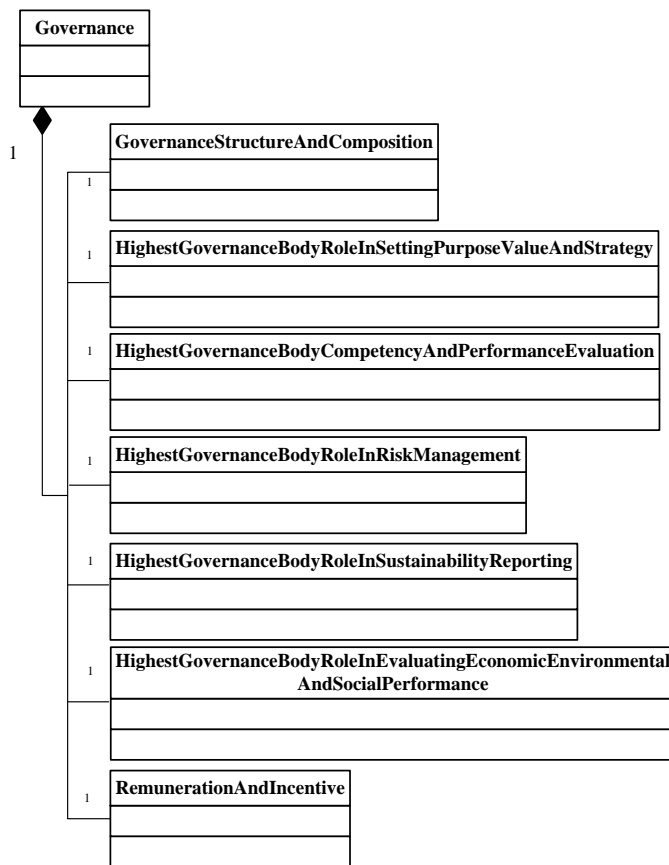 Governance
1
GovernanceStructureAndComposition
1
HighestGovernanceBodyRoleInSettingPurposeValueAndStrategy
1
HighestGovernanceBodyCompetencyAndPerformanceEvaluation
1
HighestGovernanceBodyRoleInRiskManagement
1
HighestGovernanceBodyRoleInSustainabilityReporting
1
HighestGovernanceBodyRoleInEvaluatingEconomicEnvironmental
AndSocialPerformance
1
RemunerationAndIncentive
1